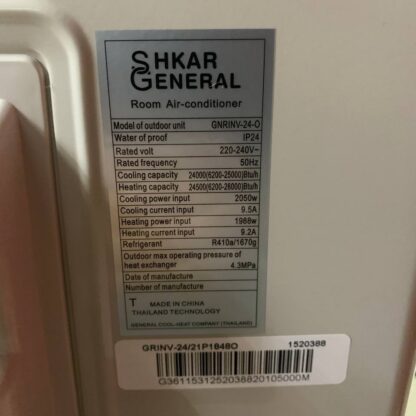 SHKAR
GENERAL
Room Air-conditioner
Model of outdoor unit GNRINV-24-O
Water of proof IP24
Rated volt 220-240V~
Rated frequency 50Hz
Cooling capacity 24000(6200-25000)Btu/h
Heating capacity 24500(6200-26000)Btu/h
Cooling power input 2050w
Cooling current input 9.5A
Heating power input 1988w
Heating current input 9.2A
Refrigerant R410a/1670g
Outdoor max operating pressure of
heat exchanger 4.3MPa
Date of manufacture
Number of manufacture
T MADE IN CHINA
THAILAND TECHNOLOGY
GENERAL COOL-HEAT COMPANY (THAILAND)
GRINV-24/21P1848O 1520388
G3611531252038820105000M